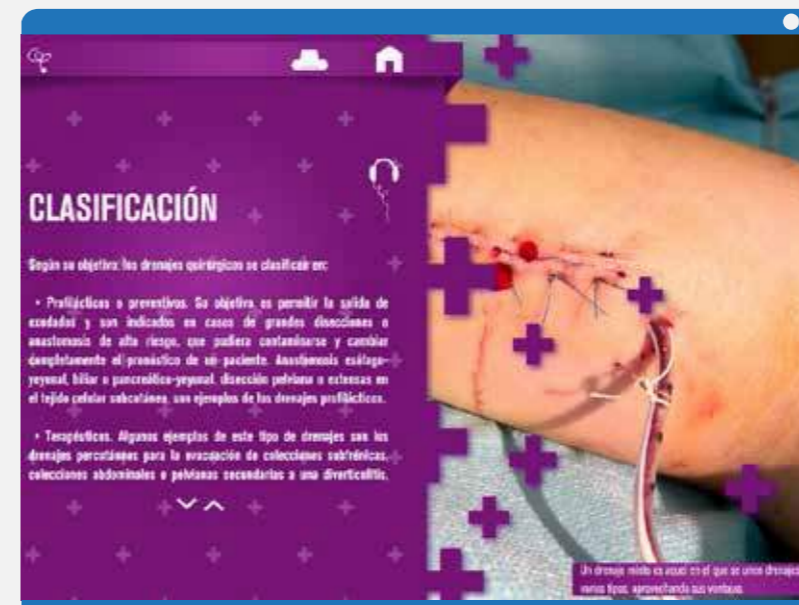 CLASIFICACIÓN
Según su objetivo los drenajes quirúrgicos se clasifican en:
• Profilácticos o preventivos. Su objetivo es permitir la salida de
exudados y son indicados en casos de grandes disecciones o
anastomosis de alto riesgo, que pudiera contaminarse y cambiar
completamente el pronóstico de un paciente. Anastomosis esófago-
yeyunal, biliar o pancreático-yeyunal, disección pelviana o extensas en
el tejido celular subcutáneo, son ejemplos de los drenajes profilácticos.
• Terapéuticos. Algunos ejemplos de este tipo de drenajes son los
drenajes percutáneos para la evacuación de colecciones subfrénicas,
colecciones abdominales o pelvianas secundarias a una diverticulitis,
Un drenaje mixto es aquel en el que se unen drenajes
varios tipos, aprovechando sus ventajas.